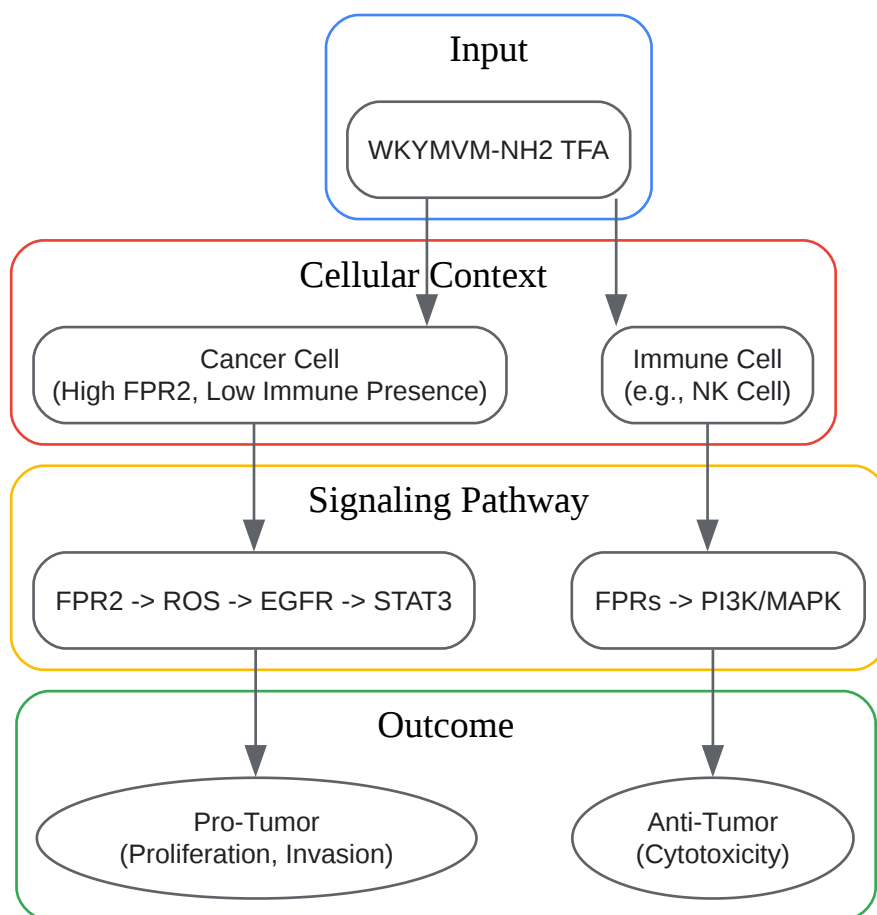 Input
WKYMVM-NH2 TFA
Cellular Context
Cancer Cell
(High FPR2, Low Immune Presence)
Immune Cell
(e.g., NK Cell)
Signaling Pathway
FPR2 -> ROS -> EGFR -> STAT3
FPRs -> PI3K/MAPK
Outcome
Pro-Tumor
(Proliferation, Invasion)
Anti-Tumor
(Cytotoxicity)